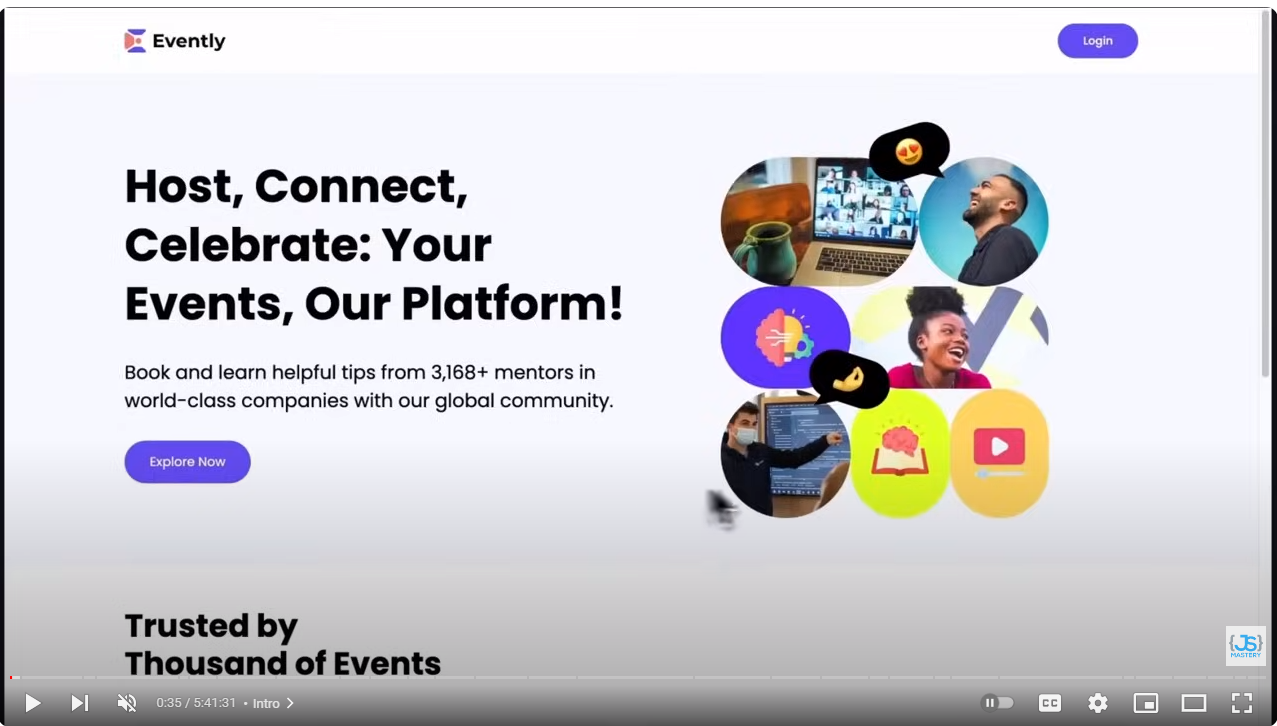 Evently
Login
Host, Connect,
Celebrate: Your
Events, Our Platform!
Book and learn helpful tips from 3,168+ mentors in
world-class companies with our global community.
Explore Now
Trusted by
Thousand of Events
{JS}
MASTERY
0:35 / 5:41:31 • Intro
CC